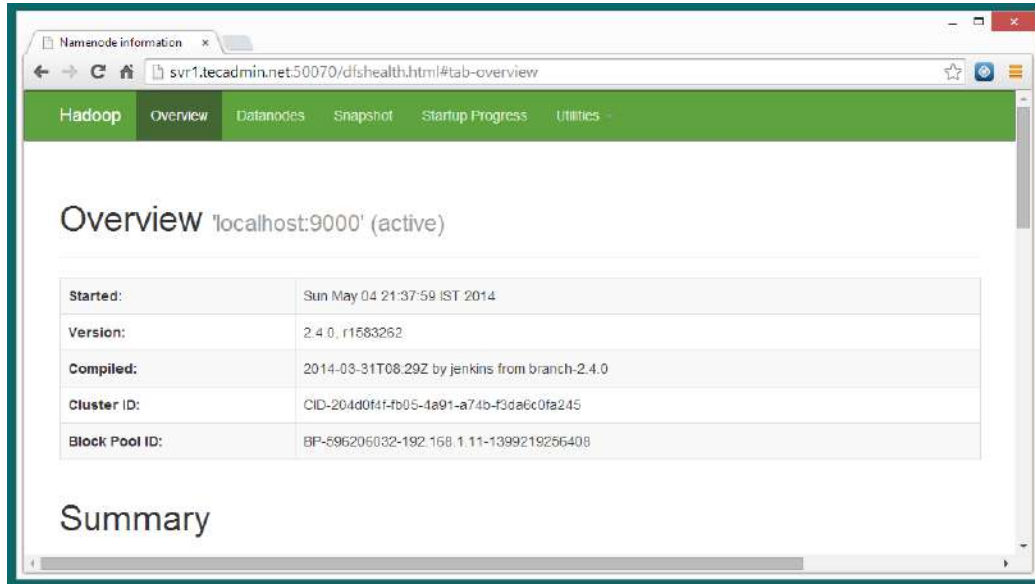 Namenode information
svr1.tecadmin.net:50070/dfshealth.html#tab-overview
Hadoop Overview Datanodes Snapshot Startup Progress Utilities
Overview 'localhost:9000' (active)
Started: Sun May 04 21:37:59 IST 2014
Version: 2.4.0, r1583262
Compiled: 2014-03-31T08:29Z by jenkins from branch-2.4.0
Cluster ID: CID-204d0f4f-fb05-4a91-a74b-f3da6c0fa245
Block Pool ID: BP-596206032-192.168.1.11-1399219256408
Summary